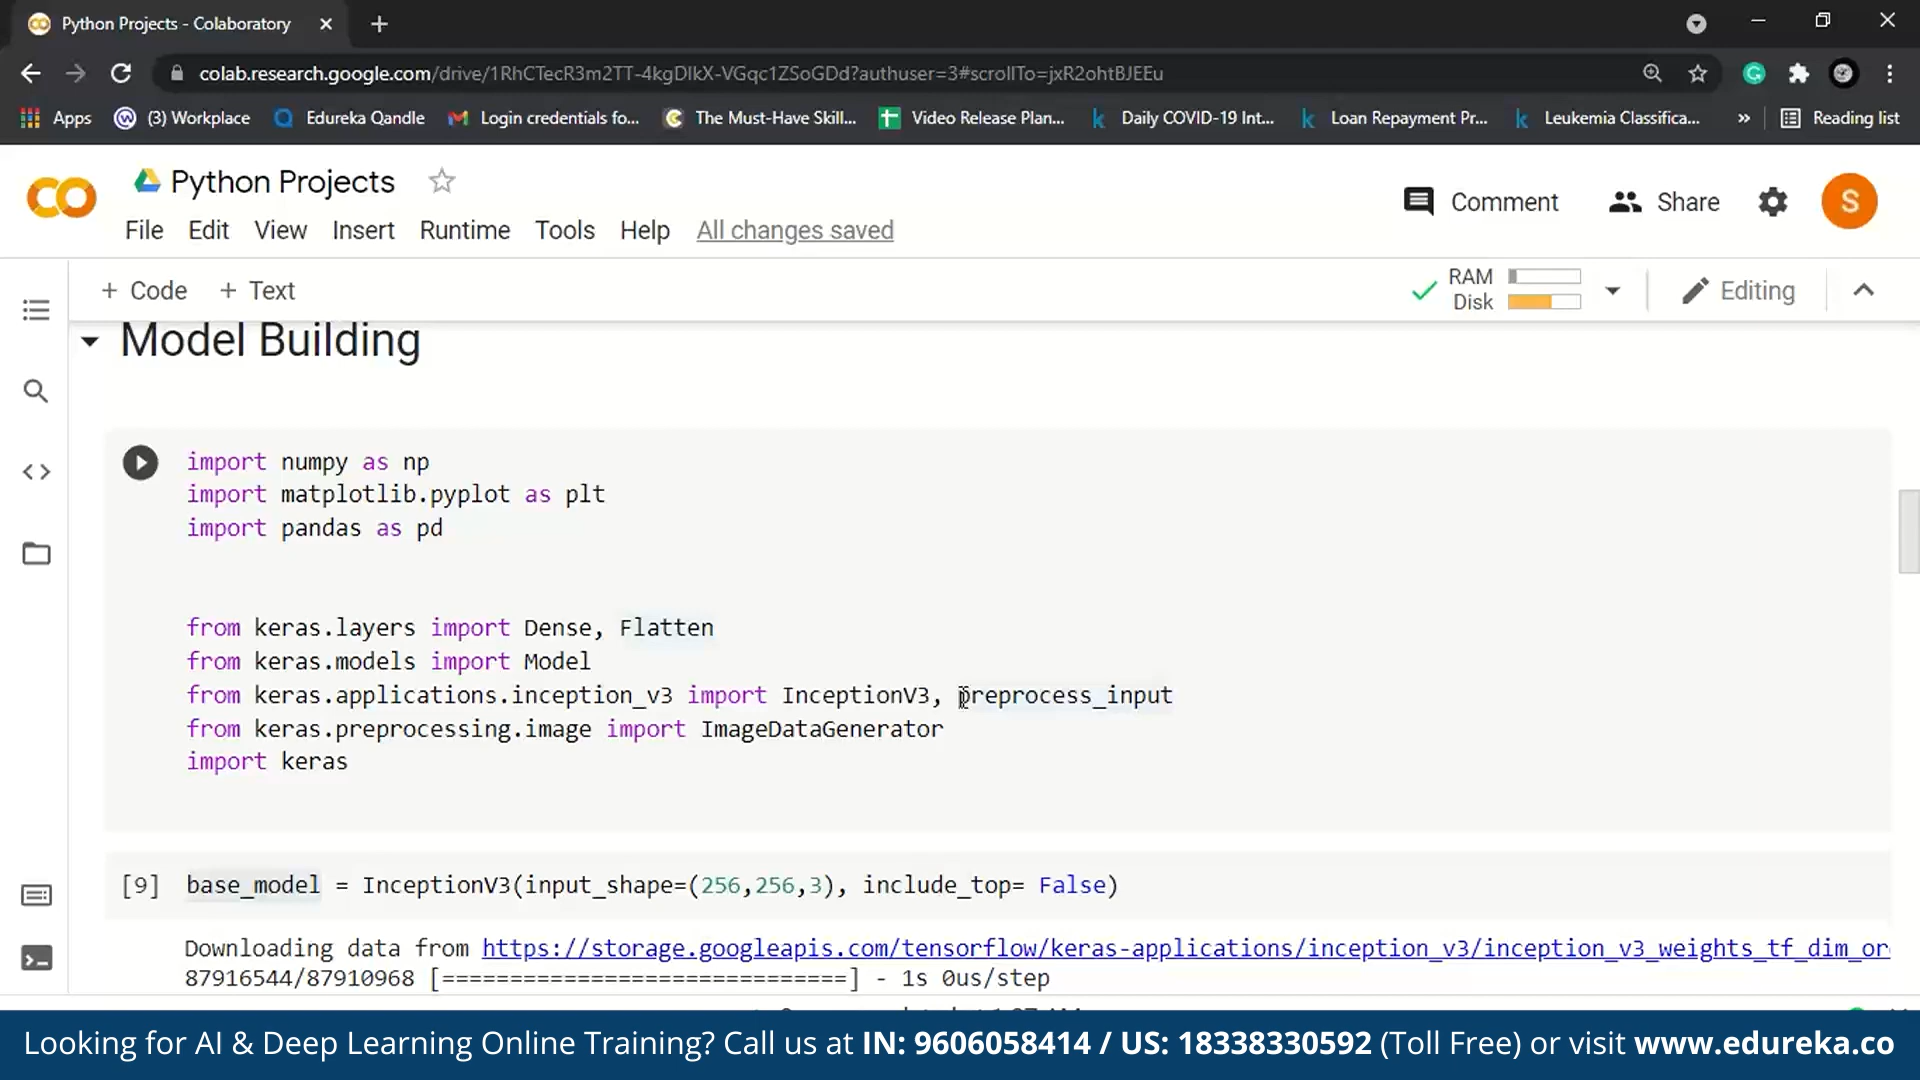 Python Projects - Colaboratory
colab.research.google.com/drive/1RhCTecR3m2TT-4kgDIkX-VGqc1ZSoGDd?authuser=3#scrollTo=jxR2ohtBJEEu
Apps (3) Workplace Edureka Qandle Login credentials fo... The Must-Have Skill... Video Release Plan... Daily COVID-19 Int... Loan Repayment Pr... Leukemia Classifica... » Reading list
Python Projects
Comment Share S
File Edit View Insert Runtime Tools Help All changes saved
+ Code + Text
RAM
Disk
Editing
Model Building
import numpy as np
import matplotlib.pyplot as plt
import pandas as pd
from keras.layers import Dense, Flatten
from keras.models import Model
from keras.applications.inception_v3 import InceptionV3, preprocess_input
from keras.preprocessing.image import ImageDataGenerator
import keras
[9] base_model = InceptionV3(input_shape=(256,256,3), include_top= False)
Downloading data from https://storage.googleapis.com/tensorflow/keras-applications/inception_v3/inception_v3_weights_tf_dim_or
87916544/87910968 [==============================] - 1s 0us/step
Looking for AI & Deep Learning Online Training? Call us at IN: 9606058414 / US: 18338330592 (Toll Free) or visit www.edureka.co